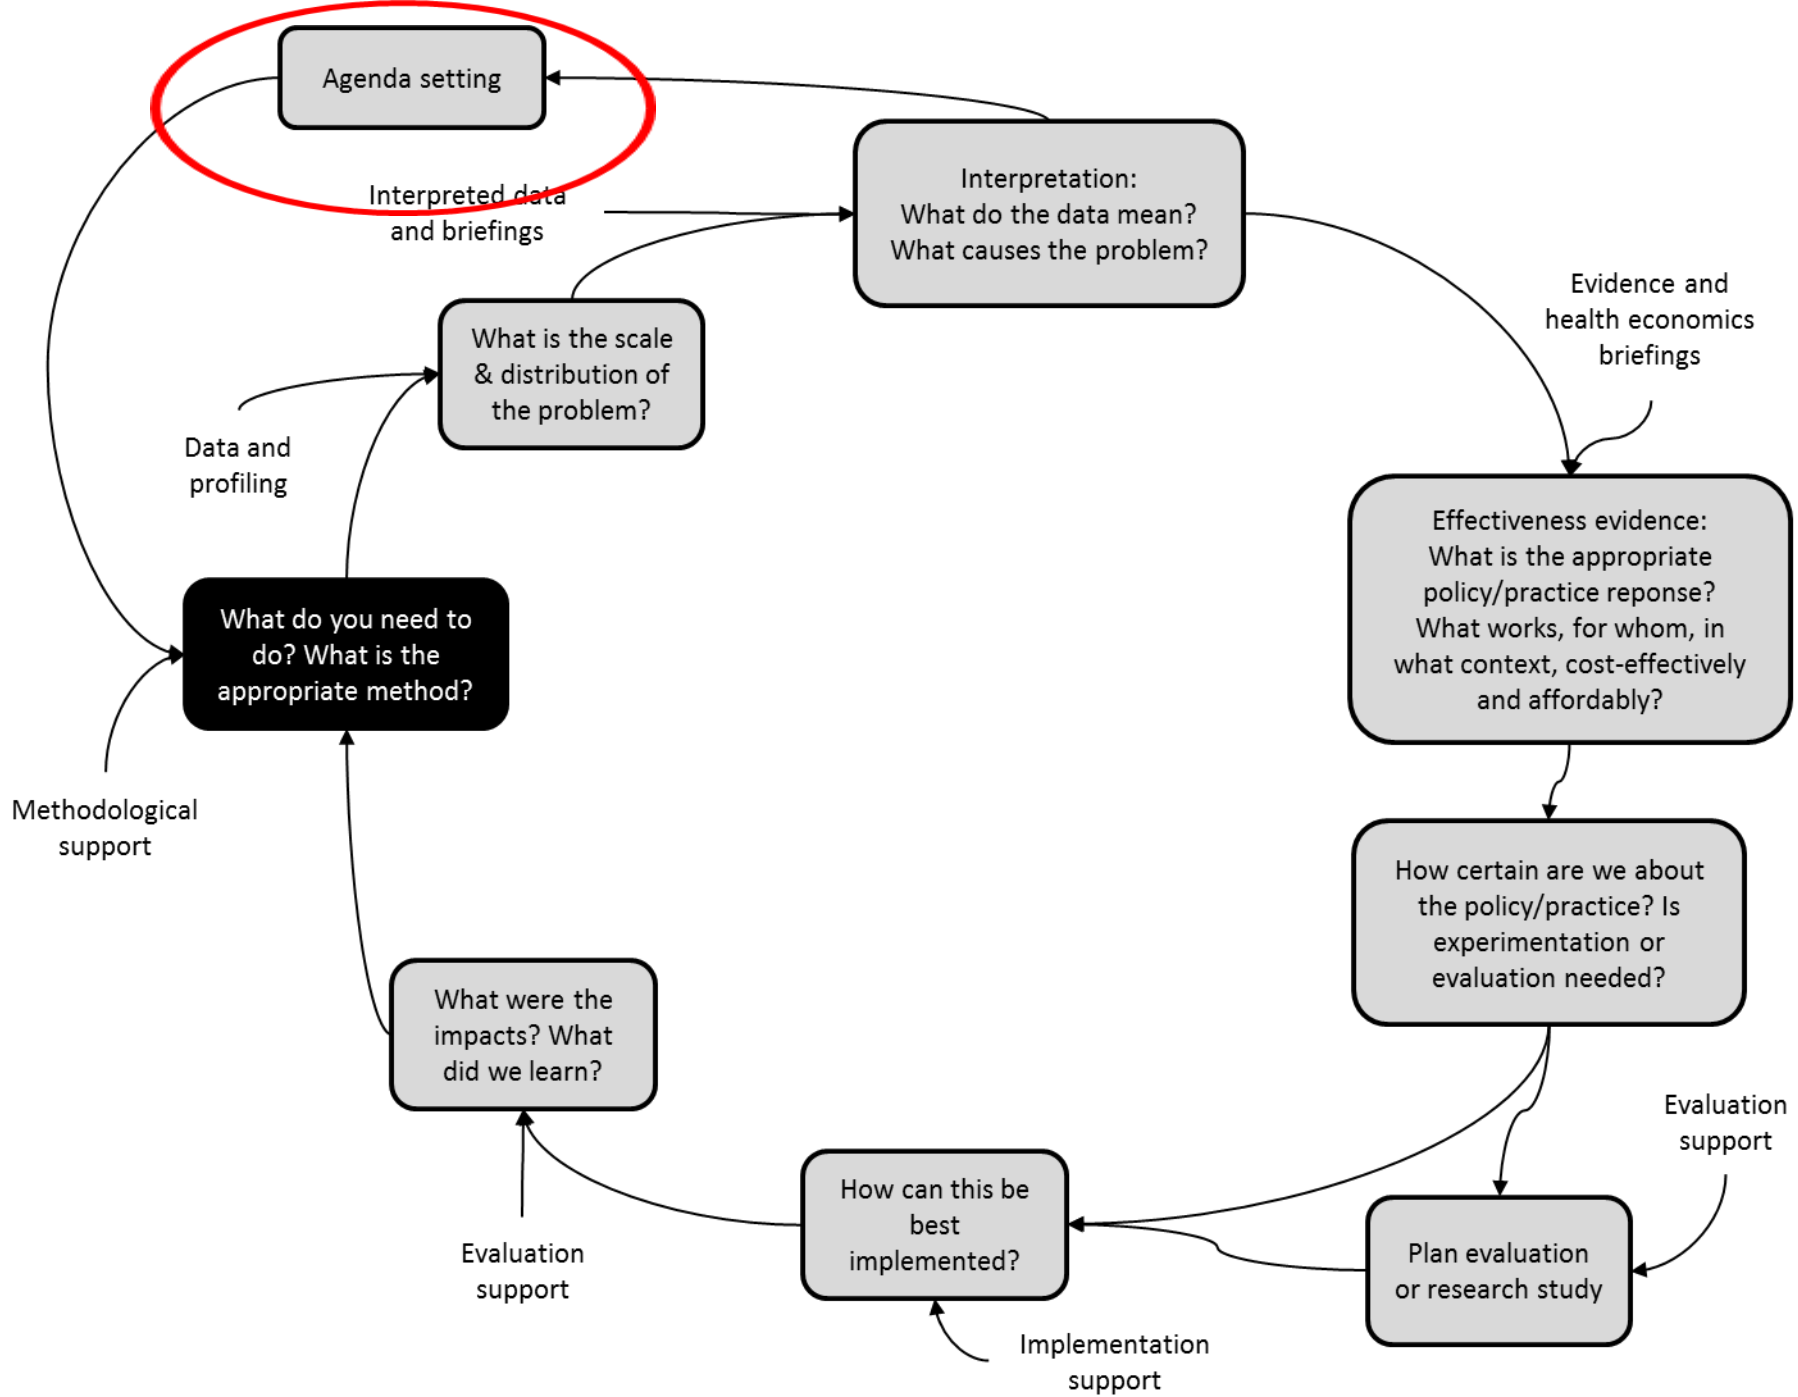 Agenda setting
Interpretation:
What do the data mean?
What causes the problem?
Interpreted data
and briefings
Evidence and
health economics
briefings
What is the scale
& distribution of
the problem?
Data and
profiling
Effectiveness evidence:
What is the appropriate
policy/practice reponse?
What works, for whom, in
what context, cost-effectively
and affordably?
What do you need to
do? What is the
appropriate method?
Methodological
support
How certain are we about
the policy/practice? Is
experimentation or
evaluation needed?
What were the
impacts? What
did we learn?
Evaluation
support
How can this be
best
implemented?
Plan evaluation
or research study
Evaluation
support
Implementation
support